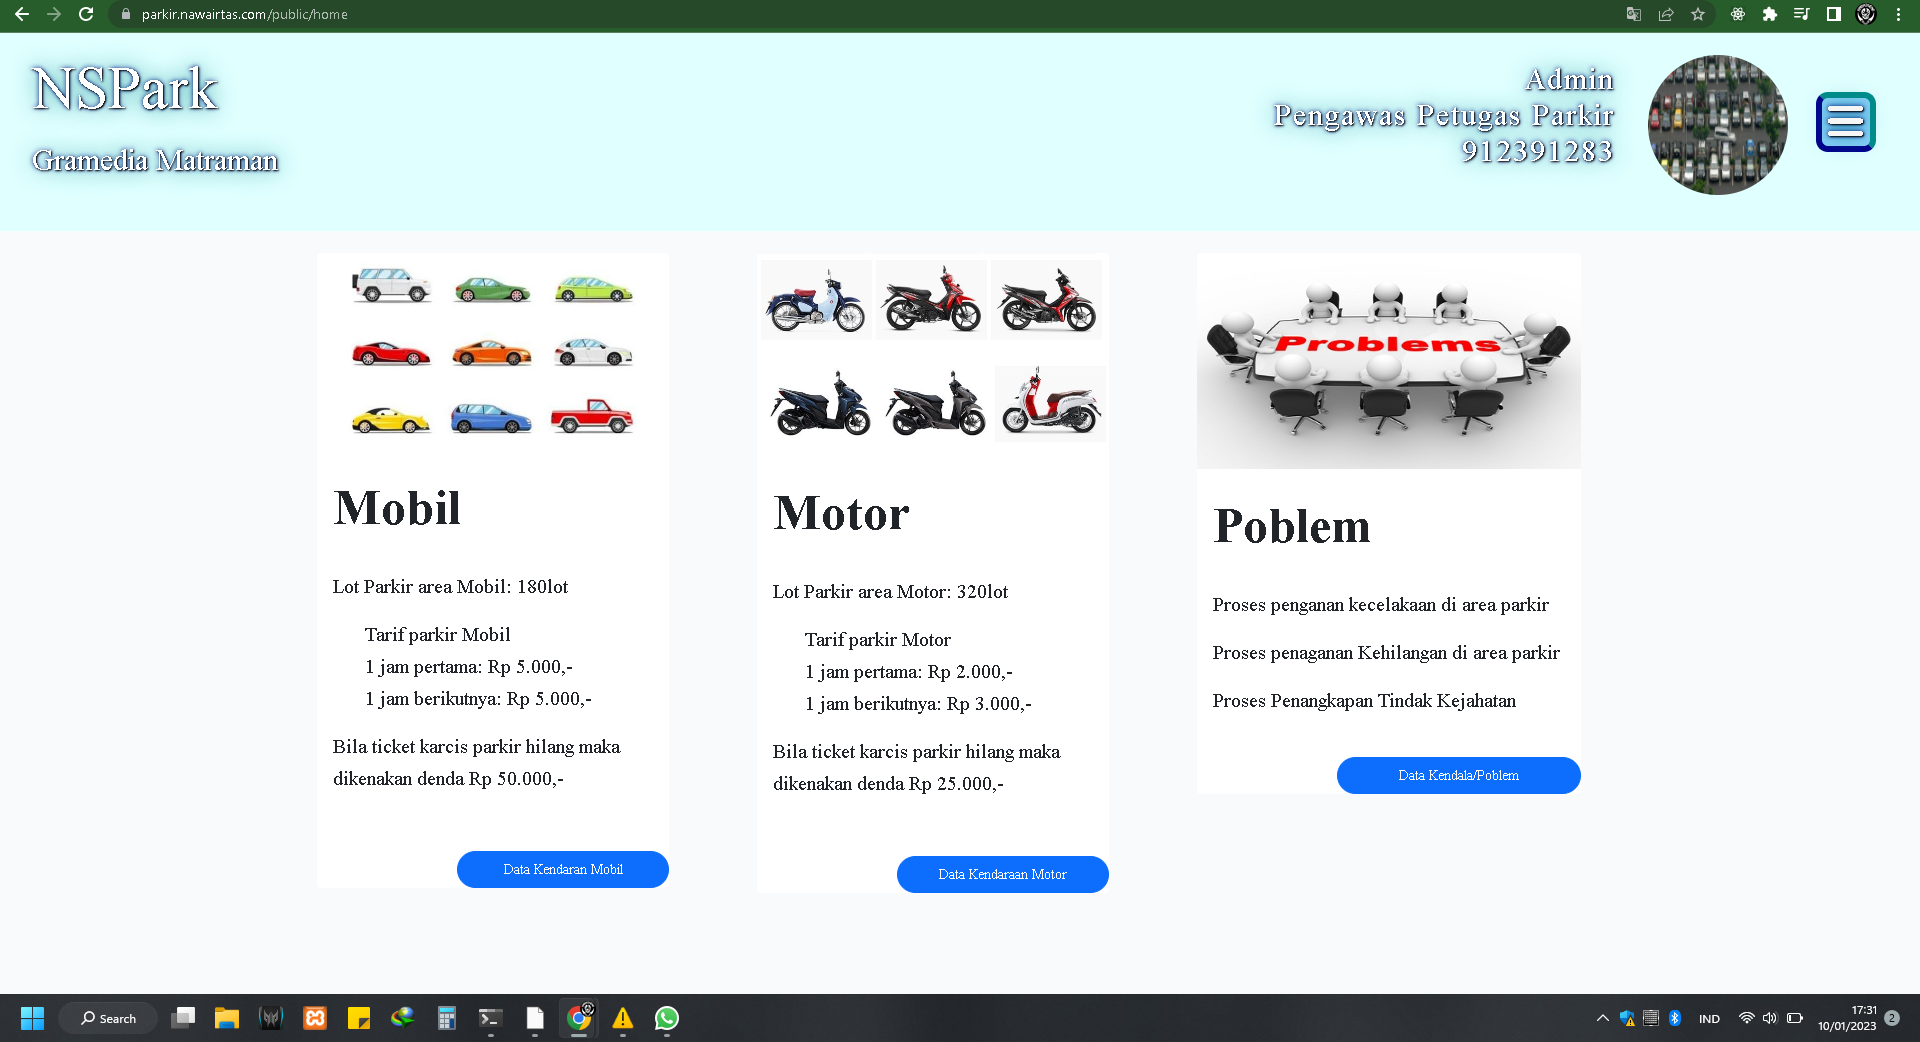 parkir.nawairtas.com/public/home
NSPark
Gramedia Matraman
Admin
Pengawas Petugas Parkir
912391283
Mobil
Lot Parkir area Mobil: 180lot
Tarif parkir Mobil
1 jam pertama: Rp 5.000,-
1 jam berikutnya: Rp 5.000,-
Bila ticket karcis parkir hilang maka
dikenakan denda Rp 50.000,-
Data Kendaran Mobil
Motor
Lot Parkir area Motor: 320lot
Tarif parkir Motor
1 jam pertama: Rp 2.000,-
1 jam berikutnya: Rp 3.000,-
Bila ticket karcis parkir hilang maka
dikenakan denda Rp 25.000,-
Data Kendaraan Motor
Problems
Poblem
Proses penganan kecelakaan di area parkir
Proses penaganan Kehilangan di area parkir
Proses Penangkapan Tindak Kejahatan
Data Kendala/Poblem
Search
IND
17:31
10/01/2023
2